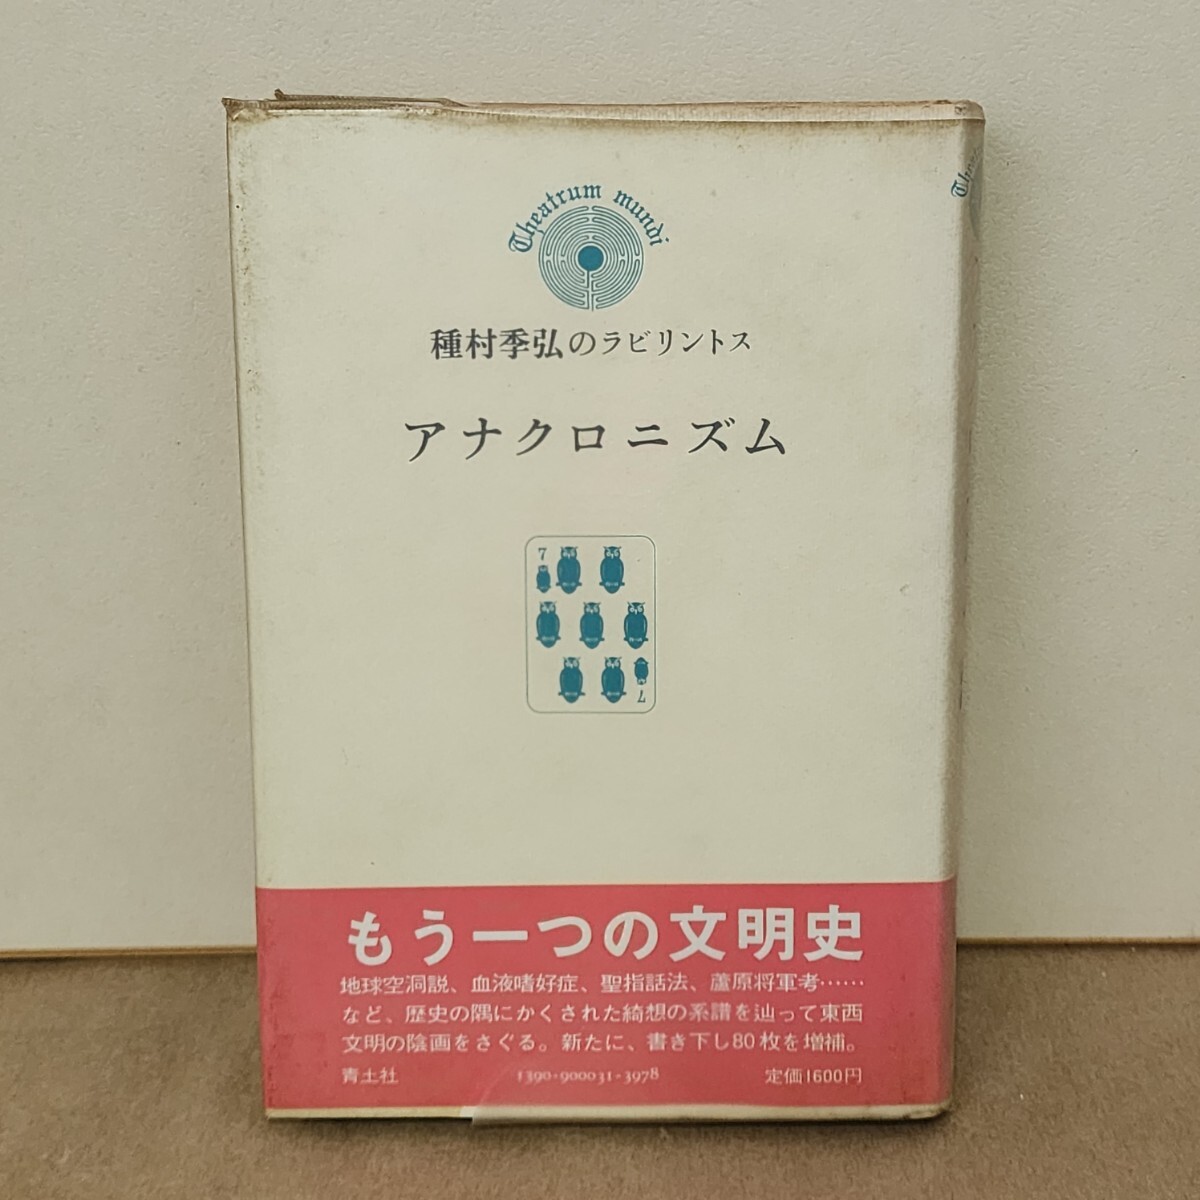 Theatrum mundi
種村季弘のラビリントス
アナクロニズム
7
7
もう一つの文明史
地球空洞説、血液嗜好症、聖指話法、蘆原将軍考……
など、歴史の隅にかくされた綺想の系譜を辿って東西
文明の陰画をさぐる。新たに、書き下し80枚を増補。
青土社 1390-900031-3978 定価1600円